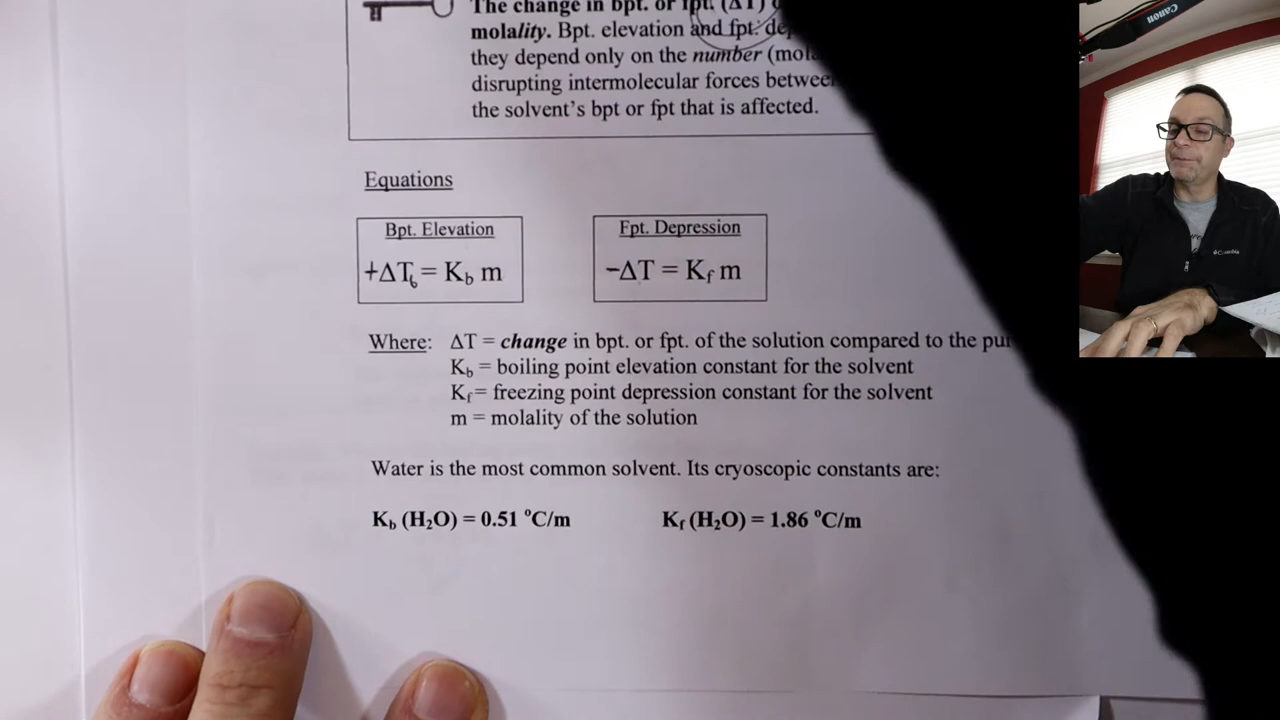 The change in bpt. or fpt. (ΔT)
molality. Bpt. elevation and fpt.
they depend only on the number
disrupting intermolecular forces between
the solvent's bpt or fpt that is affected.
Equations
Bpt. Elevation
+ΔT₆ = K_b m
Fpt. Depression
-ΔT = K_f m
Where: ΔT = change in bpt. or fpt. of the solution compared to the
K_b = boiling point elevation constant for the solvent
K_f = freezing point depression constant for the solvent
m = molality of the solution
Water is the most common solvent. Its cryoscopic constants are:
K_b (H₂O) = 0.51 °C/m K_f (H₂O) = 1.86 °C/m
Canon
Columbia